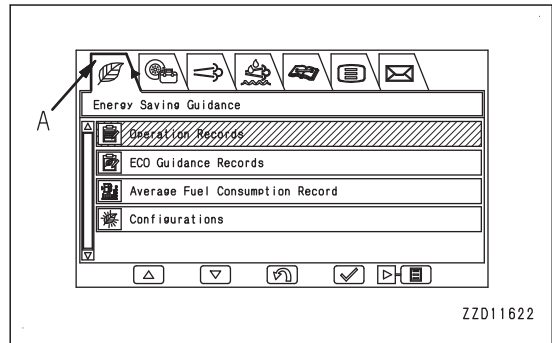 A
Energy Saving Guidance
Operation Records
ECO Guidance Records
Average Fuel Consumption Record
Configurations
ZZD11622